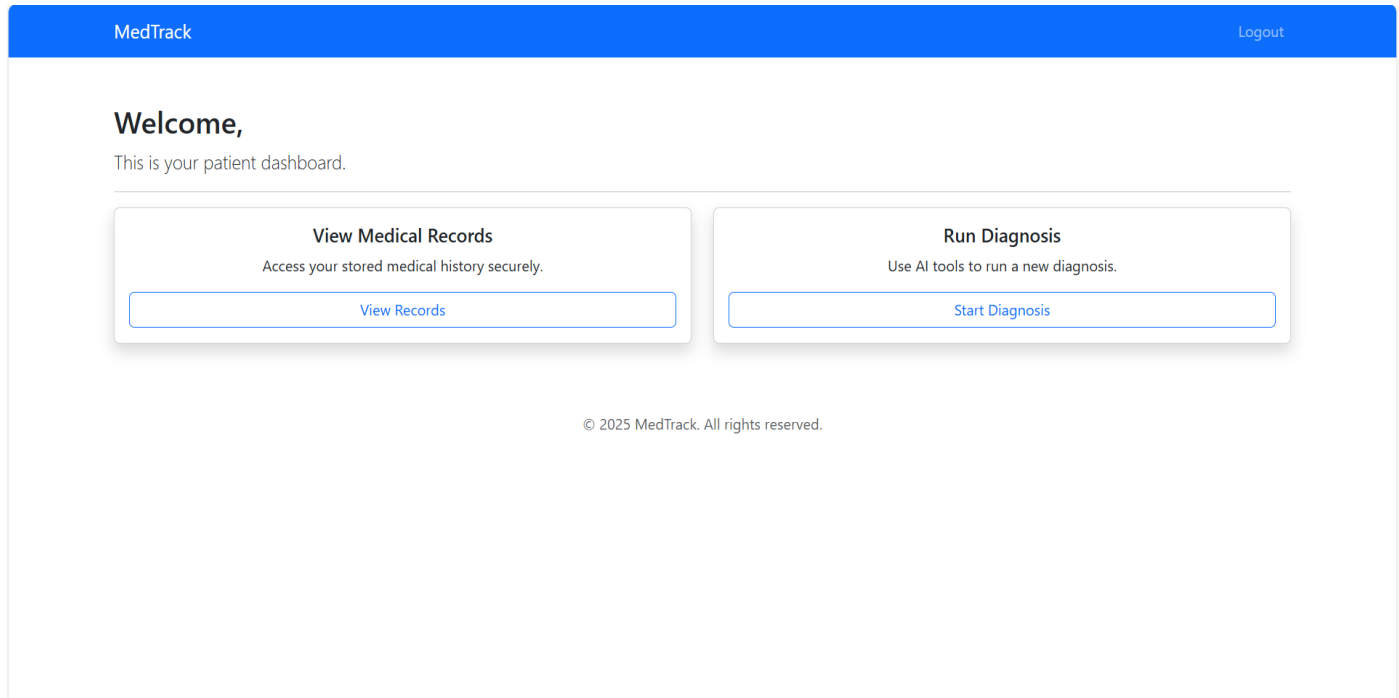 MedTrack
Logout
Welcome,
This is your patient dashboard.
View Medical Records
Access your stored medical history securely.
View Records
Run Diagnosis
Use AI tools to run a new diagnosis.
Start Diagnosis
© 2025 MedTrack. All rights reserved.